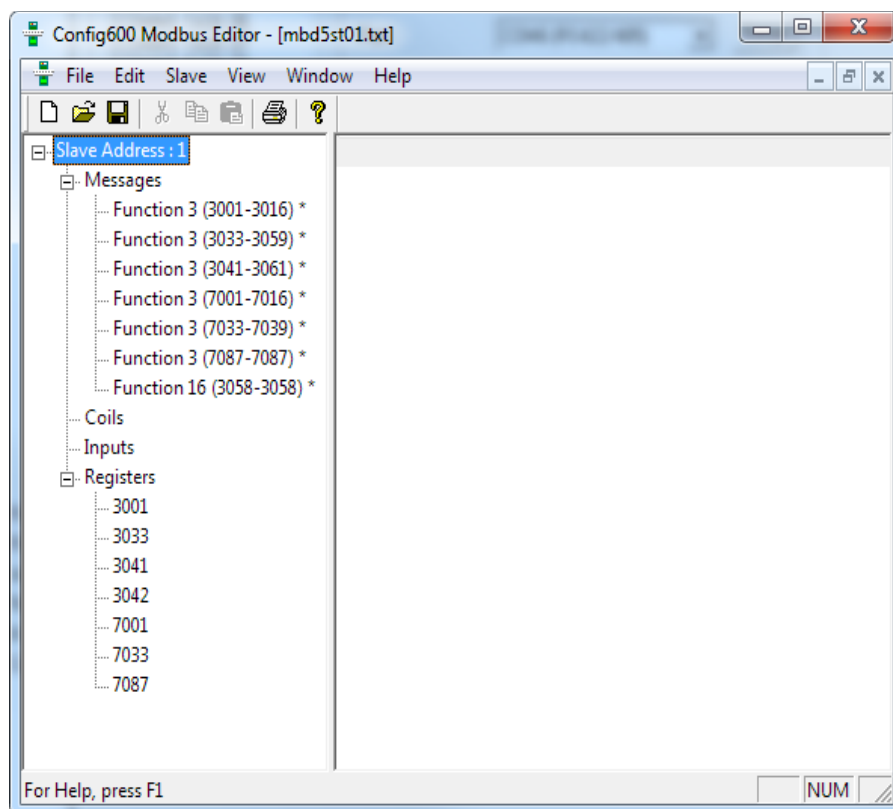 Config600 Modbus Editor - [mbd5st01.txt]
File Edit Slave View Window Help
Slave Address : 1
Messages
Function 3 (3001-3016) *
Function 3 (3033-3059) *
Function 3 (3041-3061) *
Function 3 (7001-7016) *
Function 3 (7033-7039) *
Function 3 (7087-7087) *
Function 16 (3058-3058) *
Coils
Inputs
Registers
3001
3033
3041
3042
7001
7033
7087
For Help, press F1 NUM